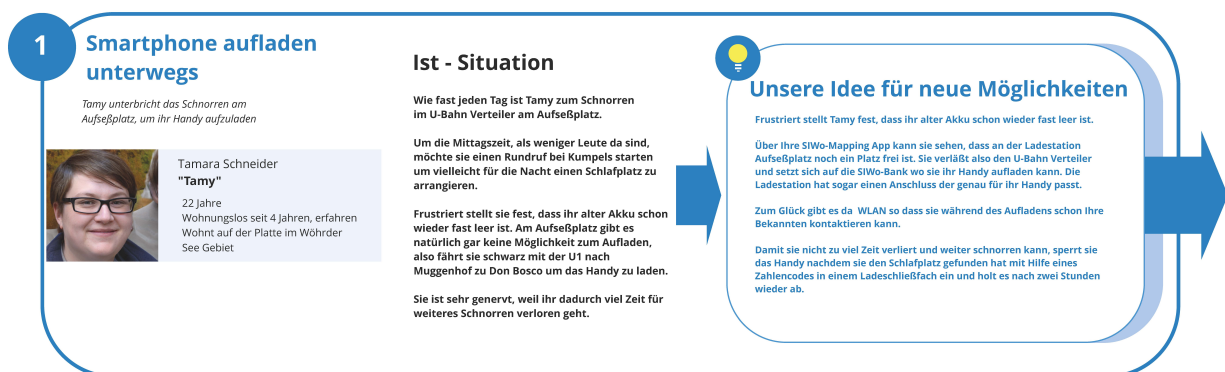 1
Smartphone aufladen
unterwegs
Tamy unterbricht das Schnorren am
Aufseßplatz, um ihr Handy aufzuladen
Tamara Schneider
"Tamy"
22 Jahre
Wohnungslos seit 4 Jahren, erfahren
Wohnt auf der Platte im Wöhrder
See Gebiet
Ist - Situation
Wie fast jeden Tag ist Tamy zum Schnorren
im U-Bahn Verteiler am Aufseßplatz.
Um die Mittagszeit, als weniger Leute da sind,
möchte sie einen Rundruf bei Kumpels starten
um vielleicht für die Nacht einen Schlafplatz zu
arrangieren.
Frustriert stellt sie fest, dass ihr alter Akku schon
wieder fast leer ist. Am Aufseßplatz gibt es
natürlich gar keine Möglichkeit zum Aufladen,
also fährt sie schwarz mit der U1 nach
Muggenhof zu Don Bosco um das Handy zu laden.
Sie ist sehr genervt, weil ihr dadurch viel Zeit für
weiteres Schnorren verloren geht.
Unsere Idee für neue Möglichkeiten
Frustriert stellt Tamy fest, dass ihr alter Akku schon wieder fast leer ist.
Über Ihre SIWo-Mapping App kann sie sehen, dass an der Ladestation
Aufseßplatz noch ein Platz frei ist. Sie verläßt also den U-Bahn Verteiler
und setzt sich auf die SIWo-Bank wo sie ihr Handy aufladen kann. Die
Ladestation hat sogar einen Anschluss der genau für ihr Handy passt.
Zum Glück gibt es da  WLAN so dass sie während des Aufladens schon Ihre
Bekannten kontaktieren kann.
Damit sie nicht zu viel Zeit verliert und weiter schnorren kann, sperrt sie
das Handy nachdem sie den Schlafplatz gefunden hat mit Hilfe eines
Zahlencodes in einem Ladeschließfach ein und holt es nach zwei Stunden
wieder ab.